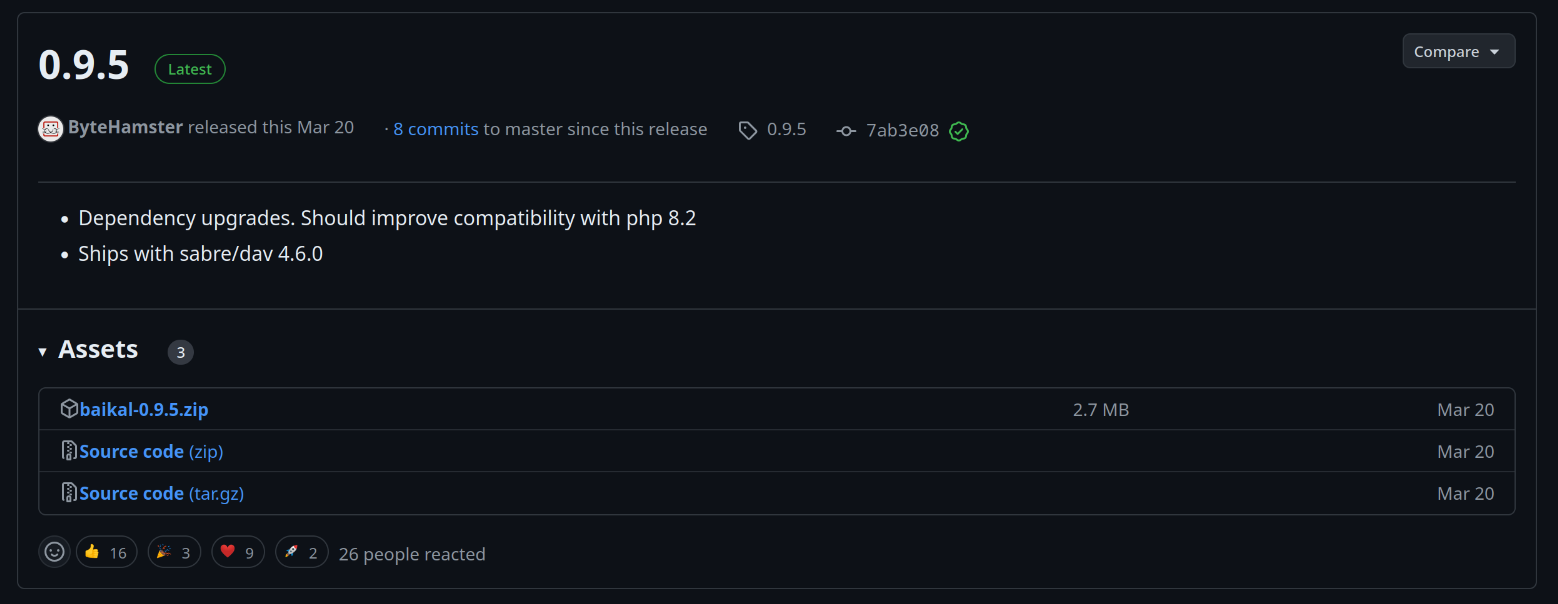 0.9.5 Latest Compare
ByteHamster released this Mar 20 · 8 commits to master since this release 0.9.5 7ab3e08
• Dependency upgrades. Should improve compatibility with php 8.2
• Ships with sabre/dav 4.6.0
Assets 3
baikal-0.9.5.zip 2.7 MB Mar 20
Source code (zip) Mar 20
Source code (tar.gz) Mar 20
👍 16 🎉 3 ❤️ 9 🚀 2 26 people reacted